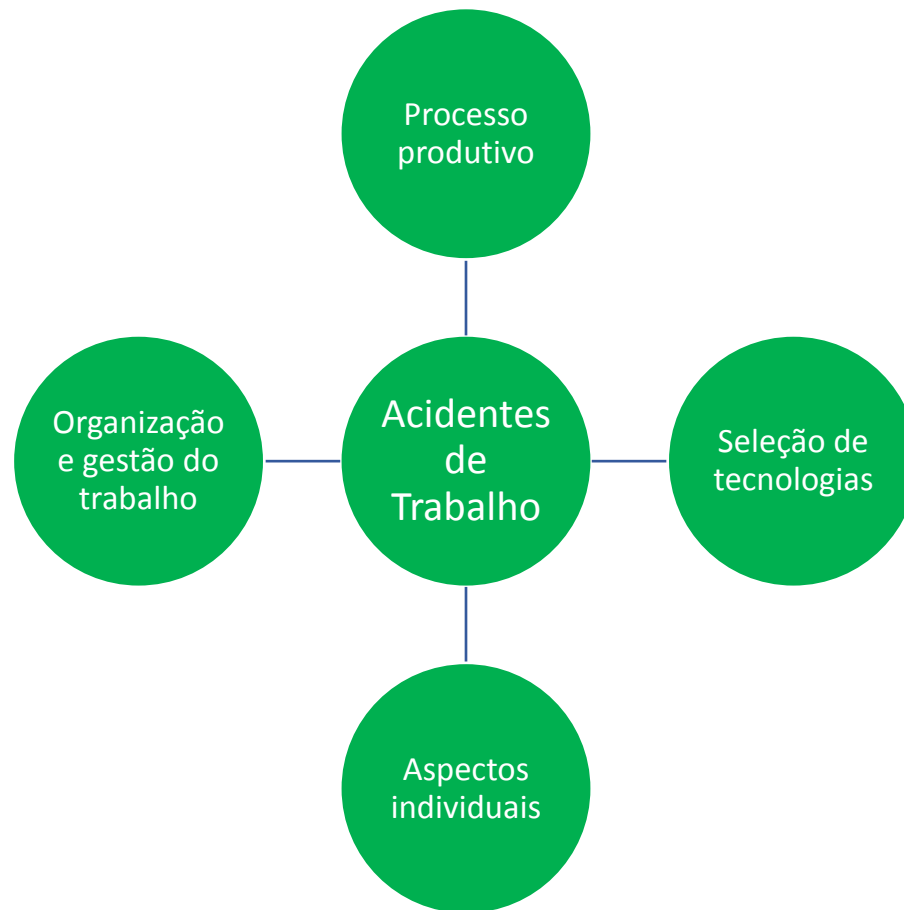 Processo
produtivo
Organização
e gestão do
trabalho
Acidentes
de
Trabalho
Seleção de
tecnologias
Aspectos
individuais